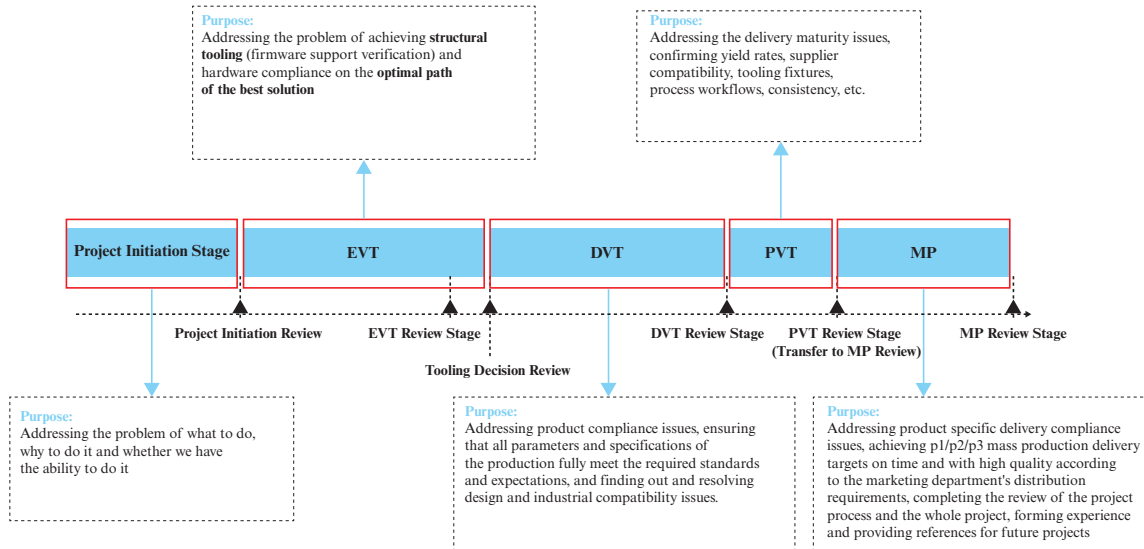 Purpose:
Addressing the problem of achieving structural
tooling (firmware support verification) and
hardware compliance on the optimal path
of the best solution
Purpose:
Addressing the delivery maturity issues,
confirming yield rates, supplier
compatibility, tooling fixtures,
process workflows, consistency, etc.
Project Initiation Stage
EVT
DVT
PVT
MP
Project Initiation Review
EVT Review Stage
Tooling Decision Review
DVT Review Stage
PVT Review Stage
(Transfer to MP Review)
MP Review Stage
Purpose:
Addressing the problem of what to do,
why to do it and whether we have
the ability to do it
Purpose:
Addressing product compliance issues, ensuring
that all parameters and specifications of
the production fully meet the required standards
and expectations, and finding out and resolving
design and industrial compatibility issues.
Purpose:
Addressing product specific delivery compliance
issues, achieving p1/p2/p3 mass production delivery
targets on time and with high quality according
to the marketing department's distribution
requirements, completing the review of the project
process and the whole project, forming experience
and providing references for future projects